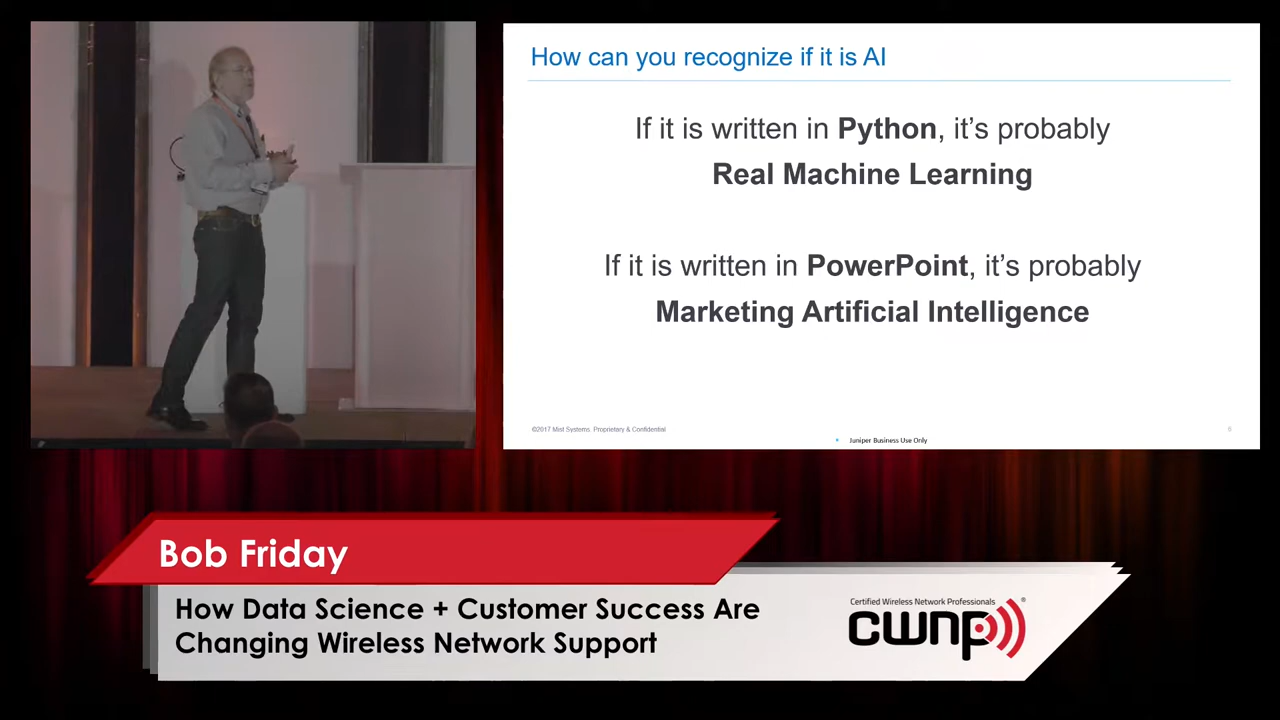 How can you recognize if it is AI
If it is written in Python, it’s probably
Real Machine Learning
If it is written in PowerPoint, it’s probably
Marketing Artificial Intelligence
©2017 Mist Systems. Proprietary & Confidential
6
• Juniper Business Use Only
Bob Friday
How Data Science + Customer Success Are
Changing Wireless Network Support
Certified Wireless Network Professionals
®
cwnp